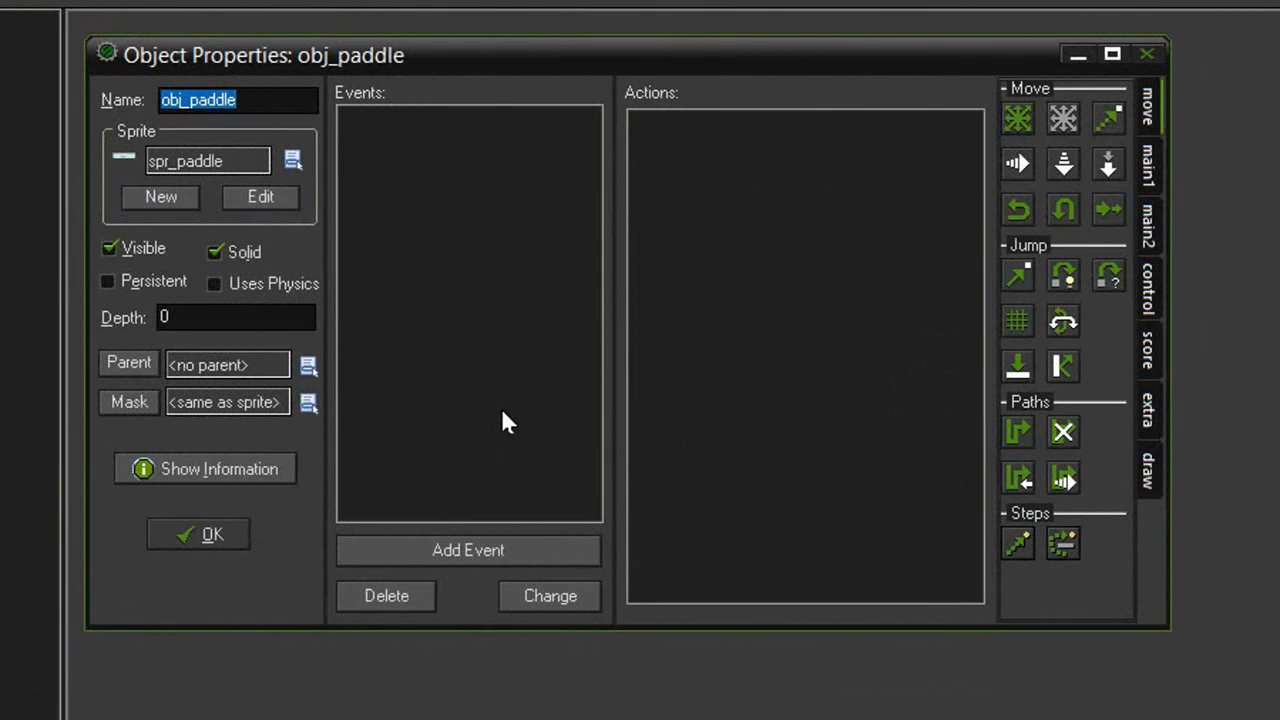 Object Properties: obj_paddle
Name: obj_paddle
Sprite
spr_paddle
New Edit
Visible Solid
Persistent Uses Physics
Depth: 0
Parent <no parent>
Mask <same as sprite>
Show Information
OK
Events:
Add Event
Delete Change
Actions:
Move
Jump
?
Paths
Steps
move
main1
main2
control
score
extra
draw